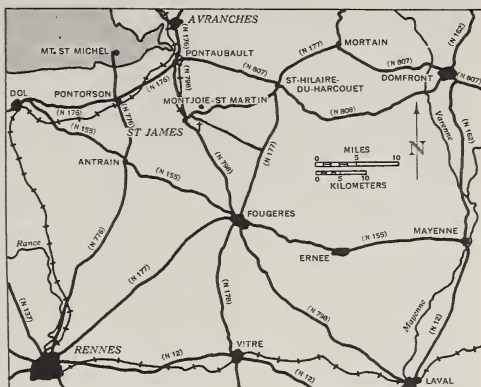 AVRANCHES
(N 176)
(N 162)
MT. ST MICHEL
PONTAUBAULT
(N 177)
MORTAIN
(N 807)
DOMFRONT
(N 807)
(N 176)
(N 798)
(N 807)
ST-HILAIRE-
DU-HARCOUET
DOL
PONTORSON
(N 176)
MONTJOIE-ST MARTIN
(N 808)
ST JAMES
(N 776)
Varenne
(N 162)
(N 155)
N
MILES
0 5 10
0 5 10
KILOMETERS
ANTRAIN
(N 798)
(N 177)
(N 155)
FOUGERES
MAYENNE
(N 155)
ERNEE
Rance
(N 776)
(N 177)
(N 178)
(N 798)
Mayenne
(N 12)
(N 137)
RENNES
(N 12)
VITRE
(N 12)
LAVAL